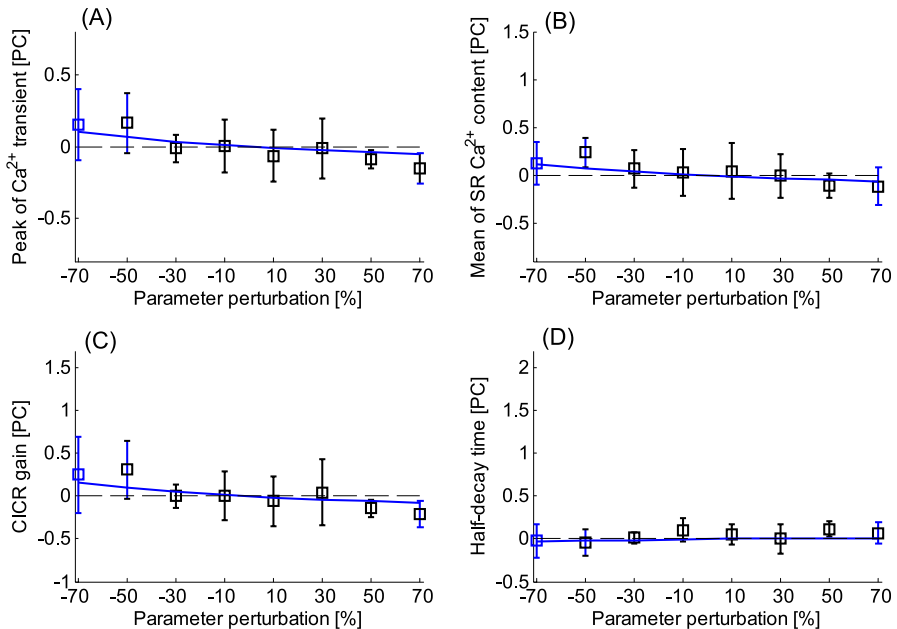 (A)
Peak of Ca²⁺ transient [PC]
0.5
0
-0.5
-70 -50 -30 -10 10 30 50 70
Parameter perturbation [%]
(B)
Mean of SR Ca²⁺ content [PC]
1.5
1
0.5
0
-0.5
-70 -50 -30 -10 10 30 50 70
Parameter perturbation [%]
(C)
CICR gain [PC]
1.5
1
0.5
0
-0.5
-1
-70 -50 -30 -10 10 30 50 70
Parameter perturbation [%]
(D)
Half-decay time [PC]
2
1.5
1
0.5
0
-0.5
-70 -50 -30 -10 10 30 50 70
Parameter perturbation [%]